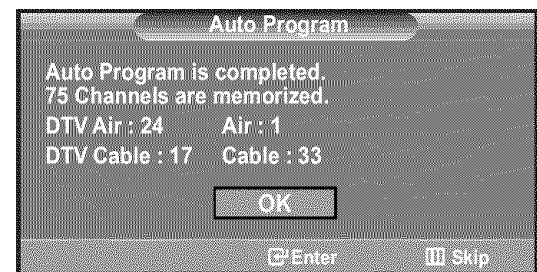 Auto Program
Auto Program is completed.
75 Channels are memorized.
DTV Air : 24 Air : 1
DTV Cable : 17 Cable : 33
OK
Enter Skip